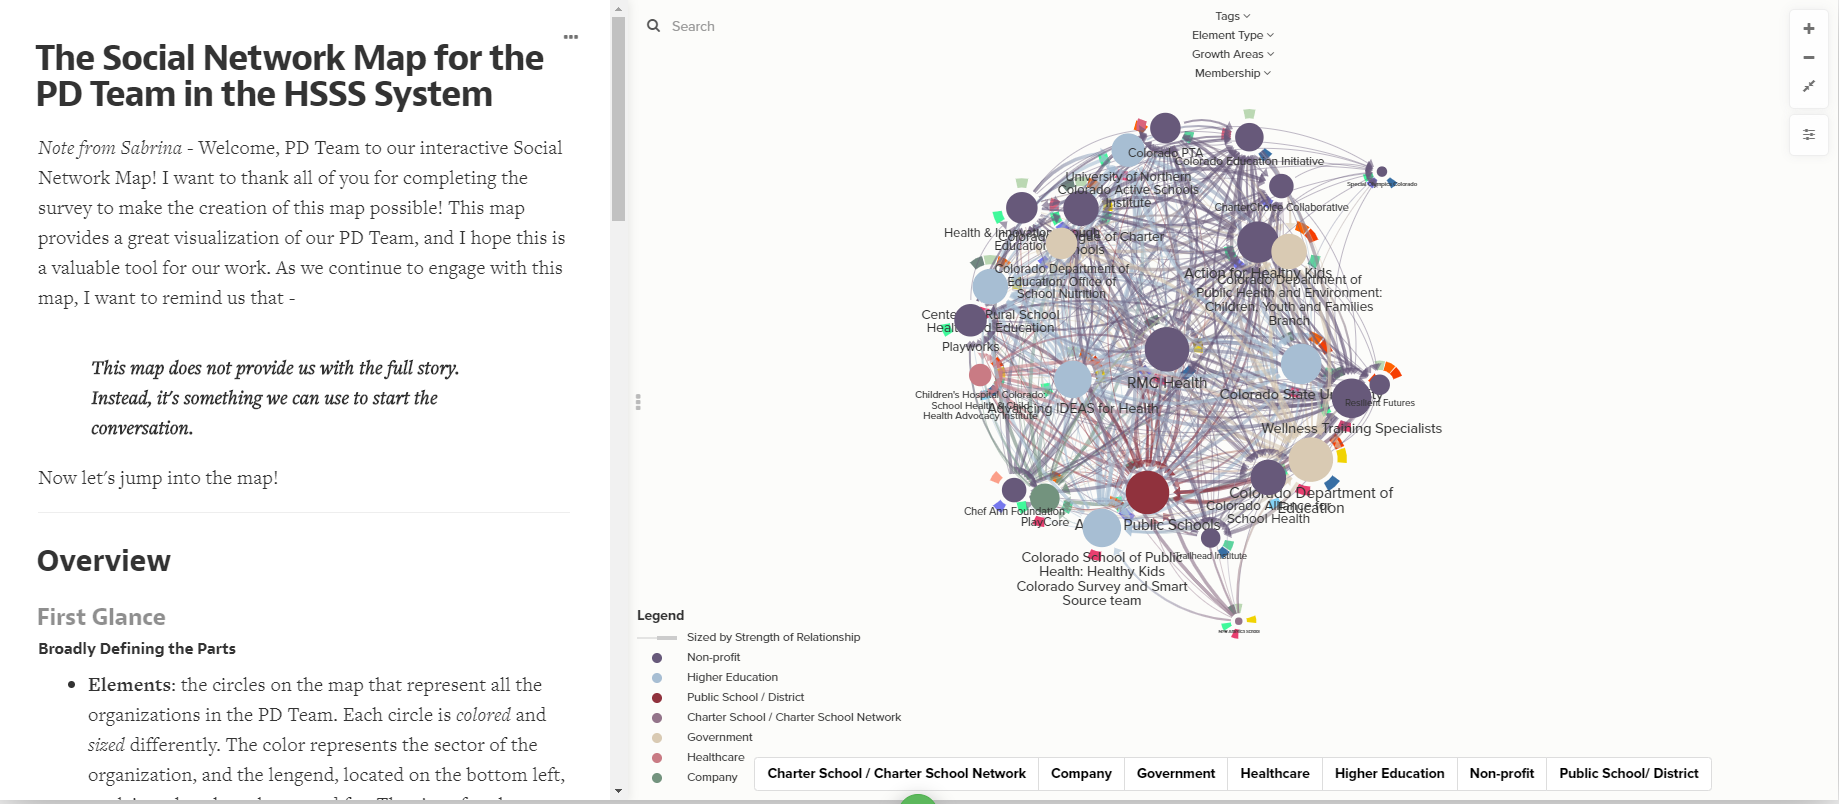 The Social Network Map for the
PD Team in the HSSS System
Note from Sabrina - Welcome, PD Team to our interactive Social
Network Map! I want to thank all of you for completing the
survey to make the creation of this map possible! This map
provides a great visualization of our PD Team, and I hope this is
a valuable tool for our work. As we continue to engage with this
map, I want to remind us that -
This map does not provide us with the full story.
Instead, it's something we can use to start the
conversation.
Now let's jump into the map!
Overview
First Glance
Broadly Defining the Parts
Elements: the circles on the map that represent all the
organizations in the PD Team. Each circle is colored and
sized differently. The color represents the sector of the
organization, and the lengend, located on the bottom left,
Search
Tags
Element Type
Growth Areas
Membership
Colorado PTA
Colorado Education Initiative
Special Olympics Colorado
University of Northern
Colorado Active Schools
Institute
CharterChoice Collaborative
Health & Innovation
Education
of Charter
Colorado Department of
Education, Office of
School Nutrition
Action for Healthy Kids
Colorado Department of
Public Health and Environment:
Children, Youth and Families
Branch
Rural School
Education
Playworks
RMC Health
Children's Hospital Colorado:
School Health & Child
Health Advocacy Institute
Advancing IDEAS for Health
Colorado State
Resilient Futures
Wellness Training Specialists
Chef Ann Foundation
PlayCore
Public Schools
Colorado Department of
Education
Colorado Alliance for
School Health
Trailhead Institute
Colorado School of Public
Health: Healthy Kids
Colorado Survey and Smart
Source team
Legend
Sized by Strength of Relationship
Non-profit
Higher Education
Public School / District
Charter School / Charter School Network
Government
Healthcare
Company
Charter School / Charter School Network
Company
Government
Healthcare
Higher Education
Non-profit
Public School/ District